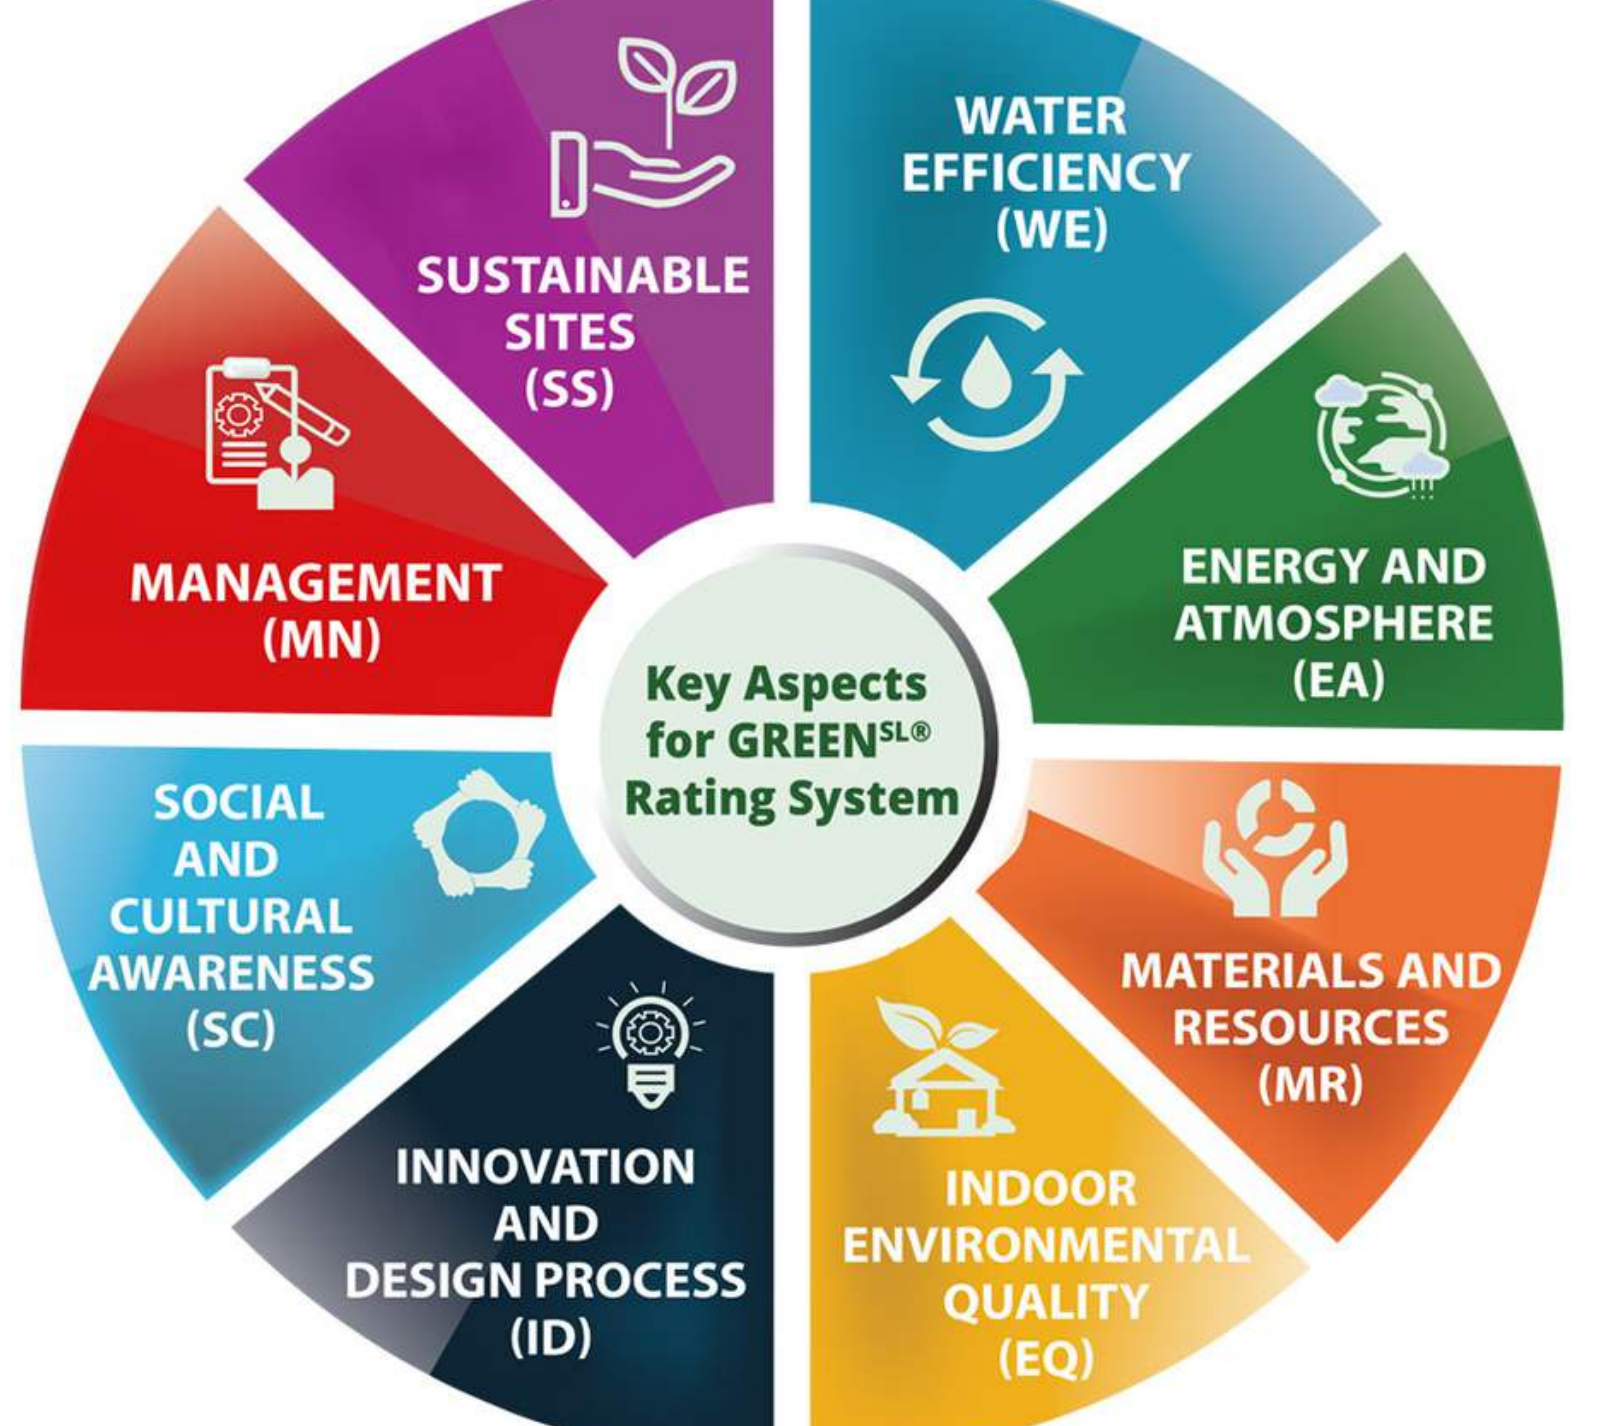 SUSTAINABLE
SITES
(SS)
WATER
EFFICIENCY
(WE)
ENERGY AND
ATMOSPHERE
(EA)
MATERIALS AND
RESOURCES
(MR)
INDOOR
ENVIRONMENTAL
QUALITY
(EQ)
INNOVATION
AND
DESIGN PROCESS
(ID)
SOCIAL
AND
CULTURAL
AWARENESS
(SC)
MANAGEMENT
(MN)
Key Aspects
for GREENSL®
Rating System